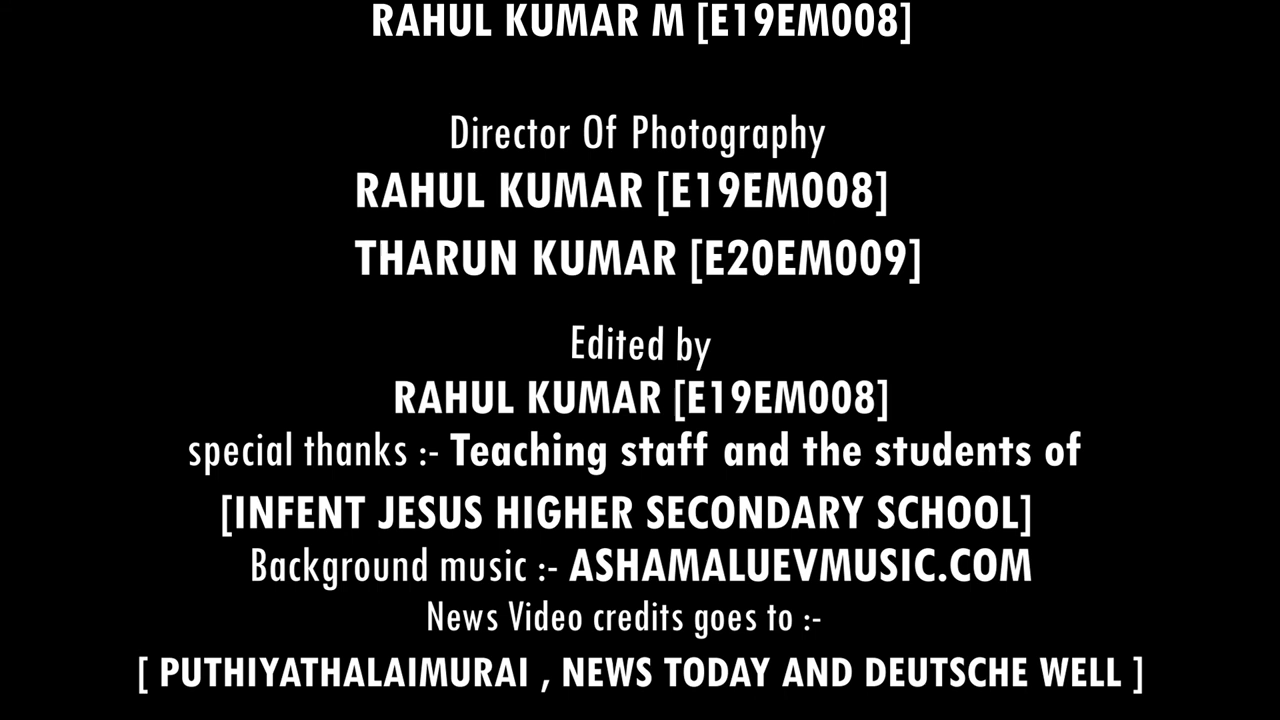 RAHUL KUMAR M [E19EM008]
Director Of Photography
RAHUL KUMAR [E19EM008]
THARUN KUMAR [E20EM009]
Edited by
RAHUL KUMAR [E19EM008]
special thanks :- Teaching staff and the students of
[INFENT JESUS HIGHER SECONDARY SCHOOL]
Background music :- ASHAMALUEVMUSIC.COM
News Video credits goes to :-
[ PUTHIYATHALAIMURAI , NEWS TODAY AND DEUTSCHE WELL ]